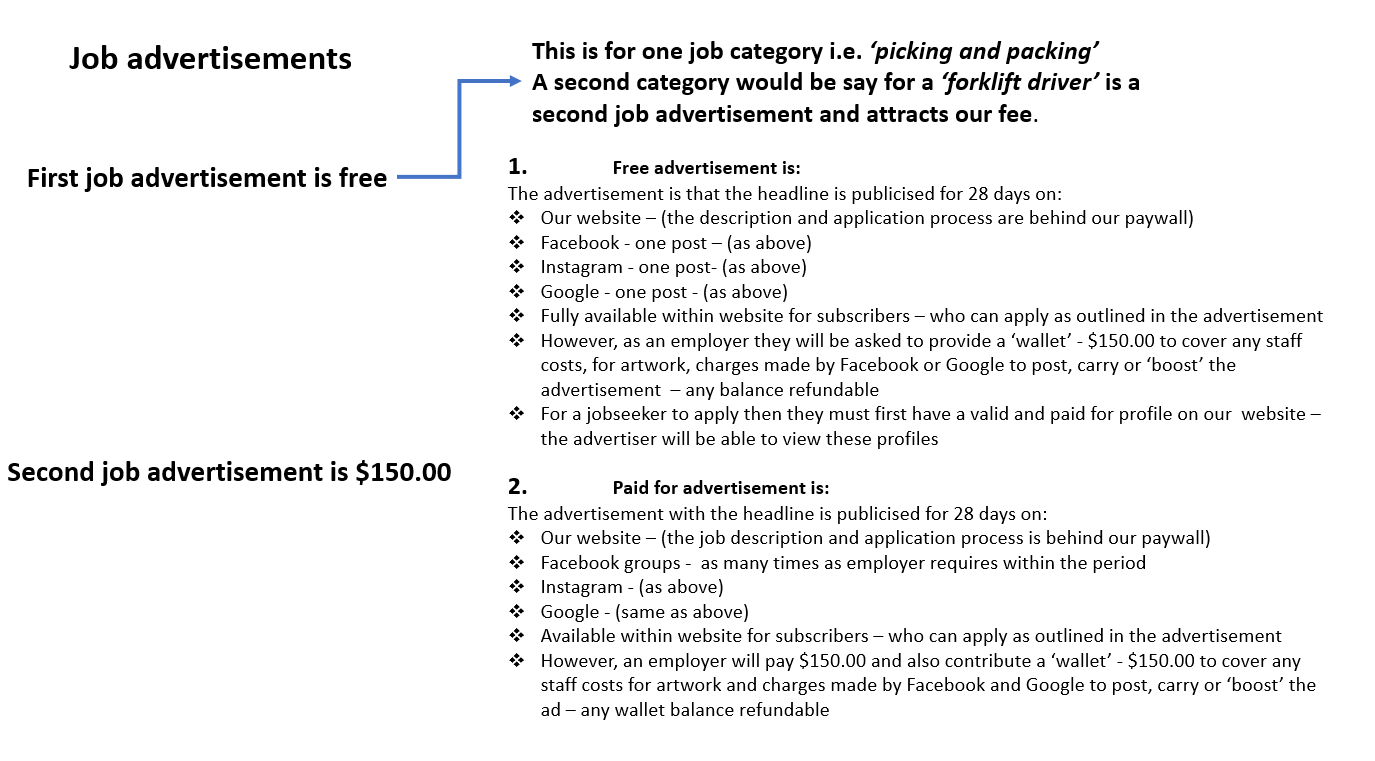 Job advertisements
This is for one job category i.e. ‘picking and packing’
A second category would be say for a ‘forklift driver’ is a
second job advertisement and attracts our fee.
First job advertisement is free
1. Free advertisement is:
The advertisement is that the headline is publicised for 28 days on:
❖ Our website – (the description and application process are behind our paywall)
❖ Facebook - one post – (as above)
❖ Instagram - one post- (as above)
❖ Google - one post - (as above)
❖ Fully available within website for subscribers – who can apply as outlined in the advertisement
❖ However, as an employer they will be asked to provide a ‘wallet’ - $150.00 to cover any staff
costs, for artwork, charges made by Facebook or Google to post, carry or ‘boost’ the
advertisement – any balance refundable
❖ For a jobseeker to apply then they must first have a valid and paid for profile on our website –
the advertiser will be able to view these profiles
Second job advertisement is $150.00
2. Paid for advertisement is:
The advertisement with the headline is publicised for 28 days on:
❖ Our website – (the job description and application process is behind our paywall)
❖ Facebook groups - as many times as employer requires within the period
❖ Instagram - (as above)
❖ Google - (same as above)
❖ Available within website for subscribers – who can apply as outlined in the advertisement
❖ However, an employer will pay $150.00 and also contribute a ‘wallet’ - $150.00 to cover any
staff costs for artwork and charges made by Facebook and Google to post, carry or ‘boost’ the
ad – any wallet balance refundable